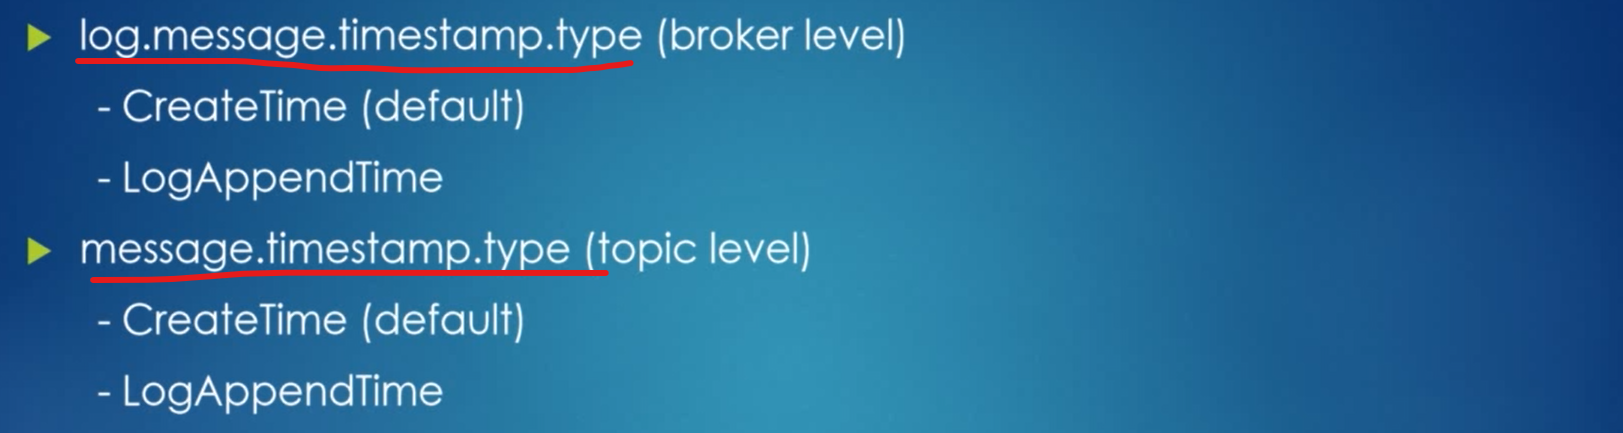 log.message.timestamp.type (broker level)
- CreateTime (default)
- LogAppendTime
message.timestamp.type (topic level)
- CreateTime (default)
- LogAppendTime